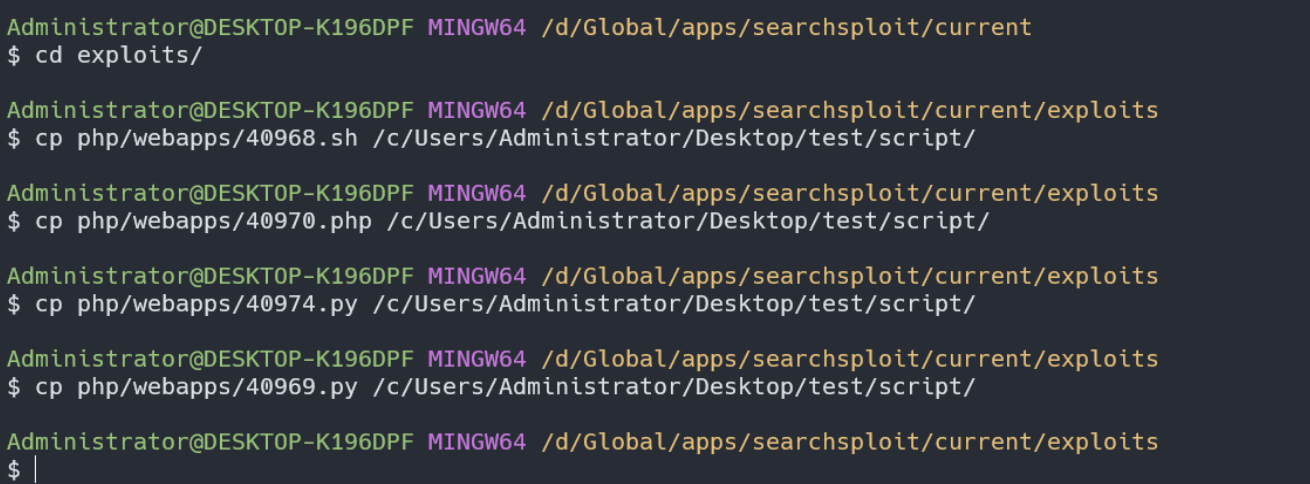 Administrator@DESKTOP-K196DPF MINGW64 /d/Global/apps/searchsploit/current
$ cd exploits/
Administrator@DESKTOP-K196DPF MINGW64 /d/Global/apps/searchsploit/current/exploits
$ cp php/webapps/40968.sh /c/Users/Administrator/Desktop/test/script/
Administrator@DESKTOP-K196DPF MINGW64 /d/Global/apps/searchsploit/current/exploits
$ cp php/webapps/40970.php /c/Users/Administrator/Desktop/test/script/
Administrator@DESKTOP-K196DPF MINGW64 /d/Global/apps/searchsploit/current/exploits
$ cp php/webapps/40974.py /c/Users/Administrator/Desktop/test/script/
Administrator@DESKTOP-K196DPF MINGW64 /d/Global/apps/searchsploit/current/exploits
$ cp php/webapps/40969.py /c/Users/Administrator/Desktop/test/script/
Administrator@DESKTOP-K196DPF MINGW64 /d/Global/apps/searchsploit/current/exploits
$